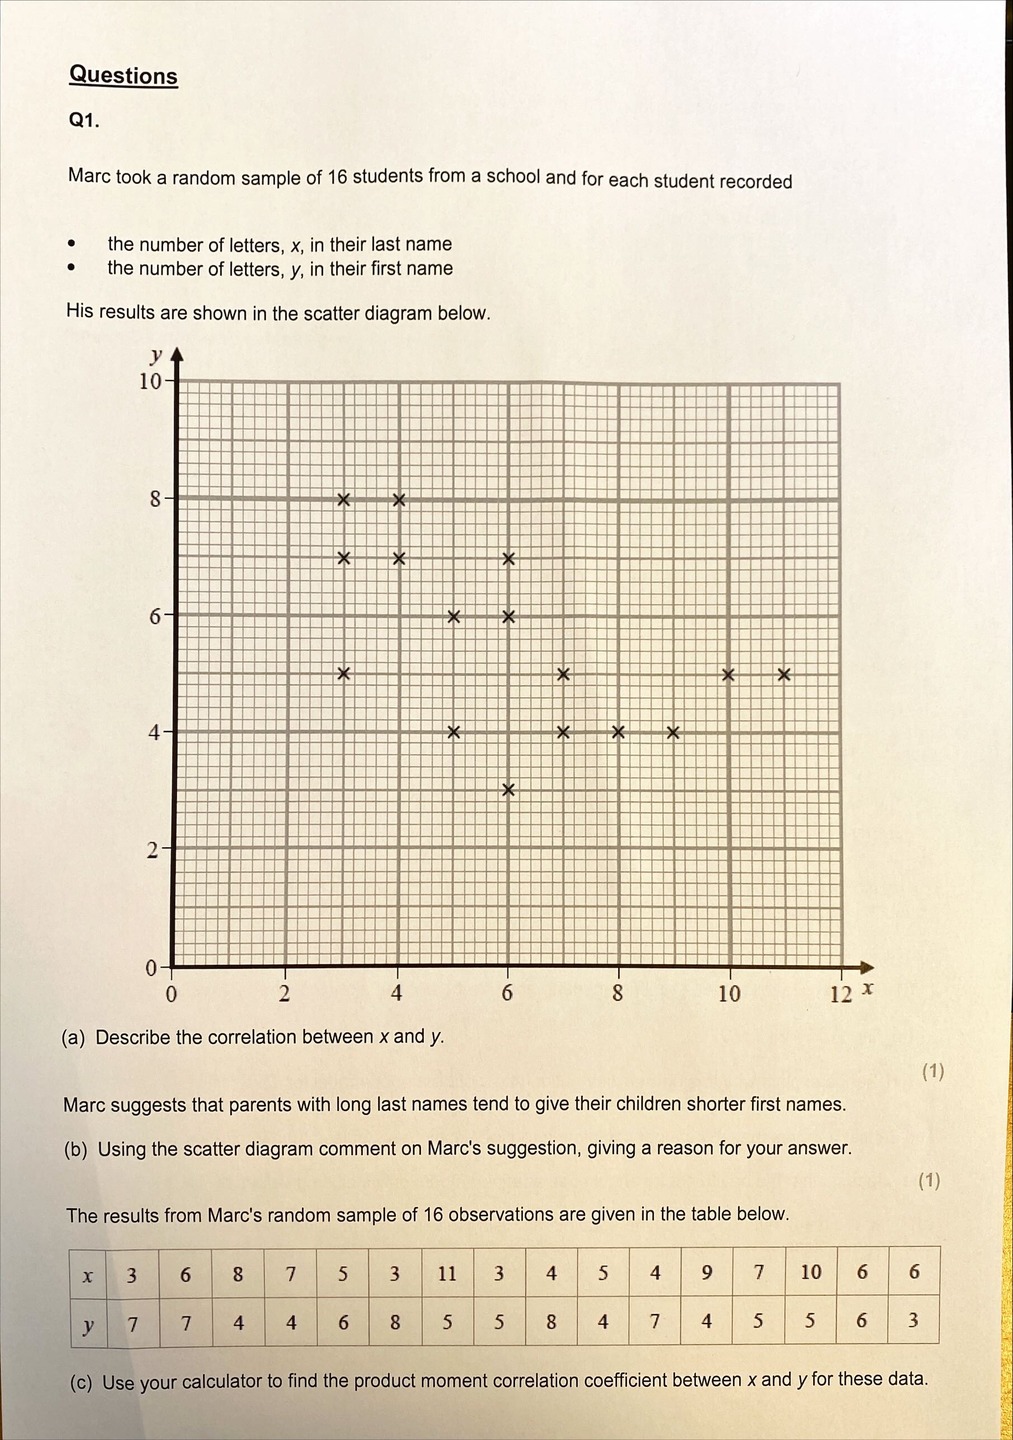 Questions
Q1.
Marc took a random sample of 16 students from a school and for each student recorded
• the number of letters, x, in their last name
• the number of letters, y, in their first name
His results are shown in the scatter diagram below.
y
10
8
6
4
2
0
0 2 4 6 8 10 12 x
(a) Describe the correlation between x and y.
(1)
Marc suggests that parents with long last names tend to give their children shorter first names.
(b) Using the scatter diagram comment on Marc's suggestion, giving a reason for your answer.
(1)
The results from Marc's random sample of 16 observations are given in the table below.
x 3 6 8 7 5 3 11 3 4 5 4 9 7 10 6 6
y 7 7 4 4 6 8 5 5 8 4 7 4 5 5 6 3
(c) Use your calculator to find the product moment correlation coefficient between x and y for these data.